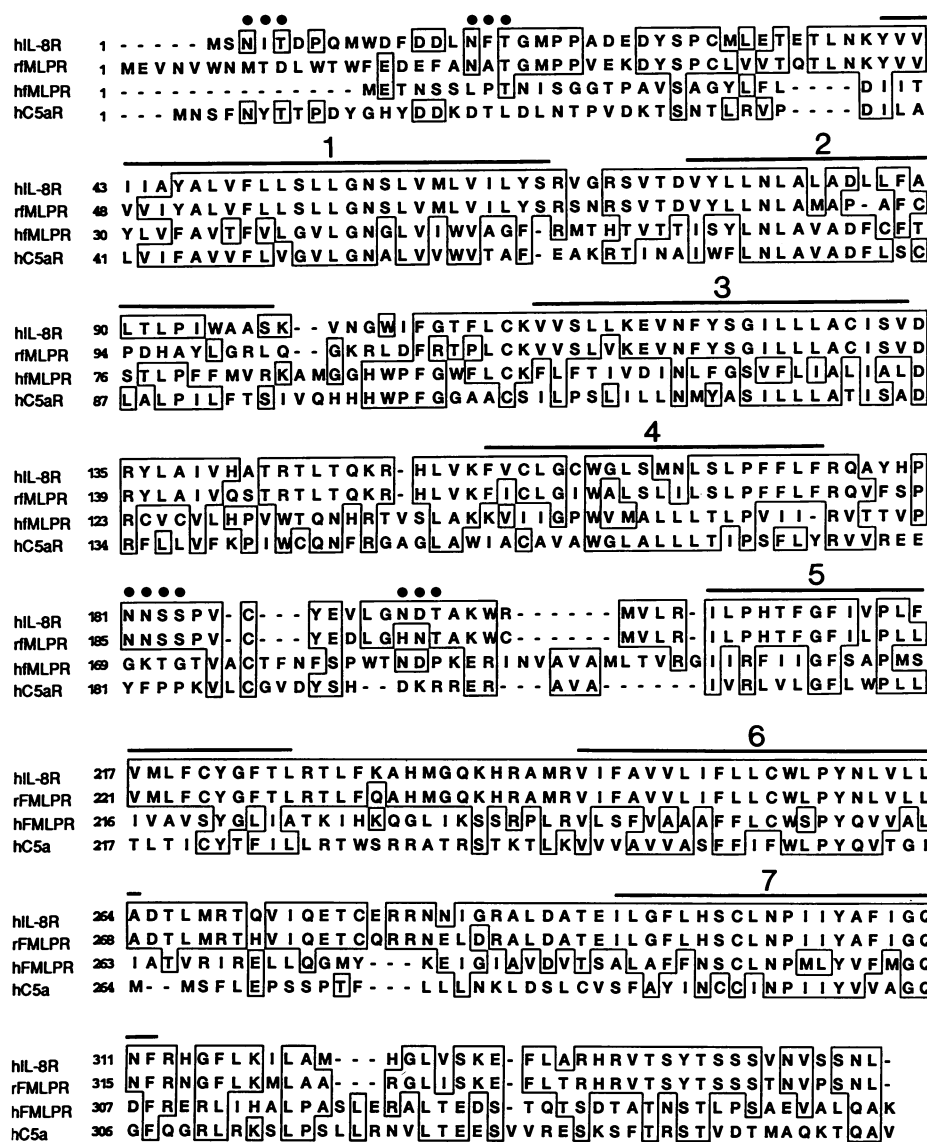 hIL-8R 1 - - - - - M S N I T D P Q M W D F D D L N F T G M P P A D E D Y S P C M L E T E T L N K Y V V
rfMLPR 1 M E V N V W N M T D L W T W F E D E F A N A T G M P P V E K D Y S P C L V V T Q T L N K Y V V
hfMLPR 1 - - - - - - - - - - - - - - M E T N S S L P T N I S G G T P A V S A G Y L F L - - - - D I I T
hC5aR 1 - - - M N S F N Y T T P D Y G H Y D D K D T L D L N T P V D K T S N T L R V P - - - - D I L A
1 2
hIL-8R 43 I I A Y A L V F L L S L L G N S L V M L V I L Y S R V G R S V T D V Y L L N L A L A D L L F A
rfMLPR 48 V V I Y A L V F L L S L L G N S L V M L V I L Y S R S N R S V T D V Y L L N L A M A P - A F C
hfMLPR 30 Y L V F A V T F V L G V L G N G L V I W V A G F - R M T H T V T T I S Y L N L A V A D F C F T
hC5aR 41 L V I F A V V F L V G V L G N A L V V W V T A F - E A K R T I N A I W F L N L A V A D F L S C
3
hIL-8R 90 L T L P I W A A S K - - V N G W I F G T F L C K V V S L L K E V N F Y S G I L L L A C I S V D
rfMLPR 94 P D H A Y L G R L Q - - G K R L D F R T P L C K V V S L V K E V N F Y S G I L L L A C I S V D
hfMLPR 76 S T L P F F M V R K A M G G H W P F G W F L C K F L F T I V D I N L F G S V F L I A L I A L D
hC5aR 87 L A L P I L F T S I V Q H H H W P F G G A A C S I L P S L I L L N M Y A S I L L L A T I S A D
4
hIL-8R 135 R Y L A I V H A T R T L T Q K R - H L V K F V C L G C W G L S M N L S L P F F L F R Q A Y H P
rfMLPR 139 R Y L A I V Q S T R T L T Q K R - H L V K F I C L G I W A L S L I L S L P F F L F R Q V F S P
hfMLPR 123 R C V C V L H P V W T Q N H R T V S L A K K V I I G P W V M A L L L T L P V I I - R V T T V P
hC5aR 134 R F L L V F K P I W C Q N F R G A G L A W I A C A V A W G L A L L L T I P S F L Y R V V R E E
5
hIL-8R 181 N N S S P V - C - - - Y E V L G N D T A K W R - - - - - - M V L R - I L P H T F G F I V P L F
rfMLPR 185 N N S S P V - C - - - Y E D L G H N T A K W C - - - - - - M V L R - I L P H T F G F I L P L L
hfMLPR 169 G K T G T V A C T F N F S P W T N D P K E R I N V A V A M L T V R G I I R F I I G F S A P M S
hC5aR 181 Y F P P K V L C G V D Y S H - - D K R R E R - - A V A - - - - - - I V R L V L G F L W P L L
6
hIL-8R 217 V M L F C Y G F T L R T L F K A H M G Q K H R A M R V I F A V V L I F L L C W L P Y N L V L L
rFMLPR 221 V M L F C Y G F T L R T L F Q A H M G Q K H R A M R V I F A V V L I F L L C W L P Y N L V L L
hFMLPR 216 I V A V S Y G L I A T K I H K Q G L I K S S R P L R V L S F V A A A F F L C W S P Y Q V V A L
hC5a 217 T L T I C Y T F I L L R T W S R R A T R S T K T L K V V V A V V A S F F I F W L P Y Q V T G I
7
hIL-8R 264 A D T L M R T Q V I Q E T C E R R N N I G R A L D A T E I L G F L H S C L N P I I Y A F I G Q
rFMLPR 268 A D T L M R T H V I Q E T C Q R R N E L D R A L D A T E I L G F L H S C L N P I I Y A F I G Q
hFMLPR 263 I A T V R I R E L L Q G M Y - - - K E I G I A V D V T S A L A F F N S C L N P M L Y V F M G Q
hC5a 264 M - - M S F L E P S S P T F - - - L L L N K L D S L C V S F A Y I N C C I N P I I Y V V A G Q
hIL-8R 311 N F R H G F L K I L A M - - - H G L V S K E - F L A R H R V T S Y T S S S V N V S S N L -
rFMLPR 315 N F R N G F L K M L A A - - - R G L I S K E - F L T R H R V T S Y T S S S T N V P S N L -
hFMLPR 307 D F R E R L I H A L P A S L E R A L T E D S - T Q T S D T A T N S T L P S A E V A L Q A K
hC5a 306 G F Q G R L R K S L P S L L R N V L T E E S V V R E S K S F T R S T V D T M A Q K T Q A V